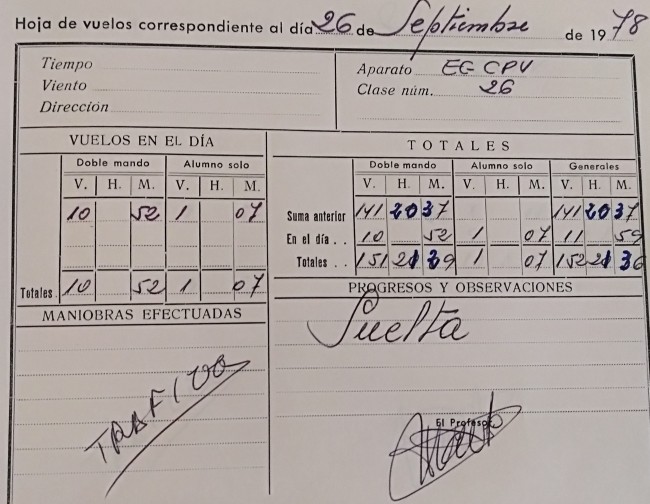 Hoja de vuelos correspondiente al día 26 de Septiembre de 1978
Tiempo
Viento
Dirección
Aparato EC CPV
Clase núm. 26
VUELOS EN EL DÍA
Doble mando Alumno solo
V. H. M. V. H. M.
10 52 1 07
Totales 10 52 1 07
TOTALES
Doble mando Alumno solo Generales
V. H. M. V. H. M. V. H. M.
Suma anterior 141 20 37 141 20 37
En el día . . 10 52 1 07 11 59
Totales . . 151 21 29 1 07 152 21 36
MANIOBRAS EFECTUADAS
TRAFICO
PROGRESOS Y OBSERVACIONES
Suelta
El Profesor